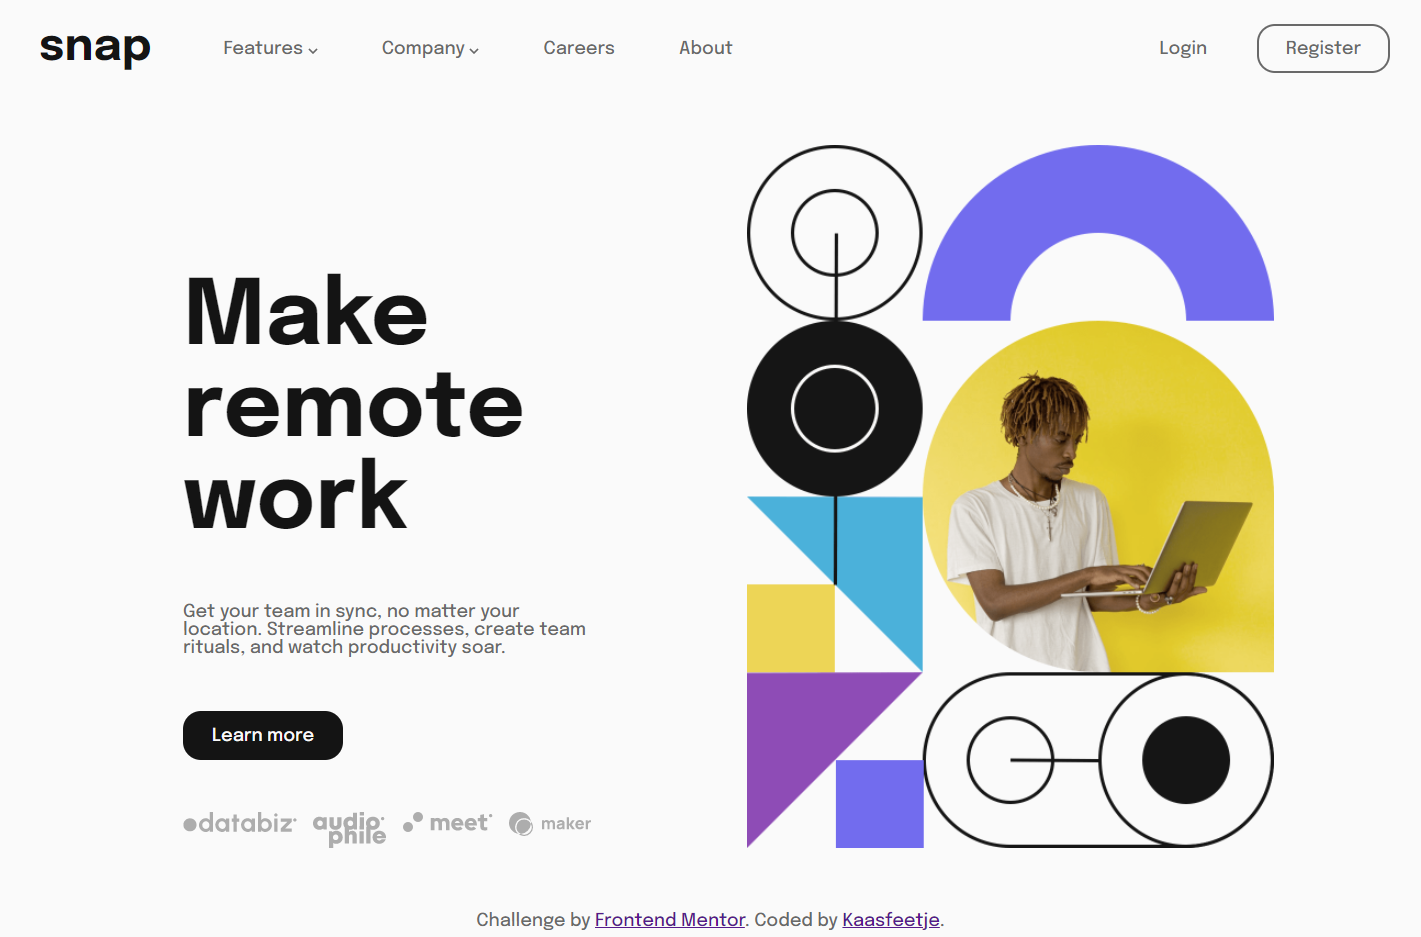 snap Features Company Careers About Login Register
Make
remote
work
Get your team in sync, no matter your
location. Streamline processes, create team
rituals, and watch productivity soar.
Learn more
databiz audiophile meet maker
Challenge by Frontend Mentor. Coded by Kaasfeetje.